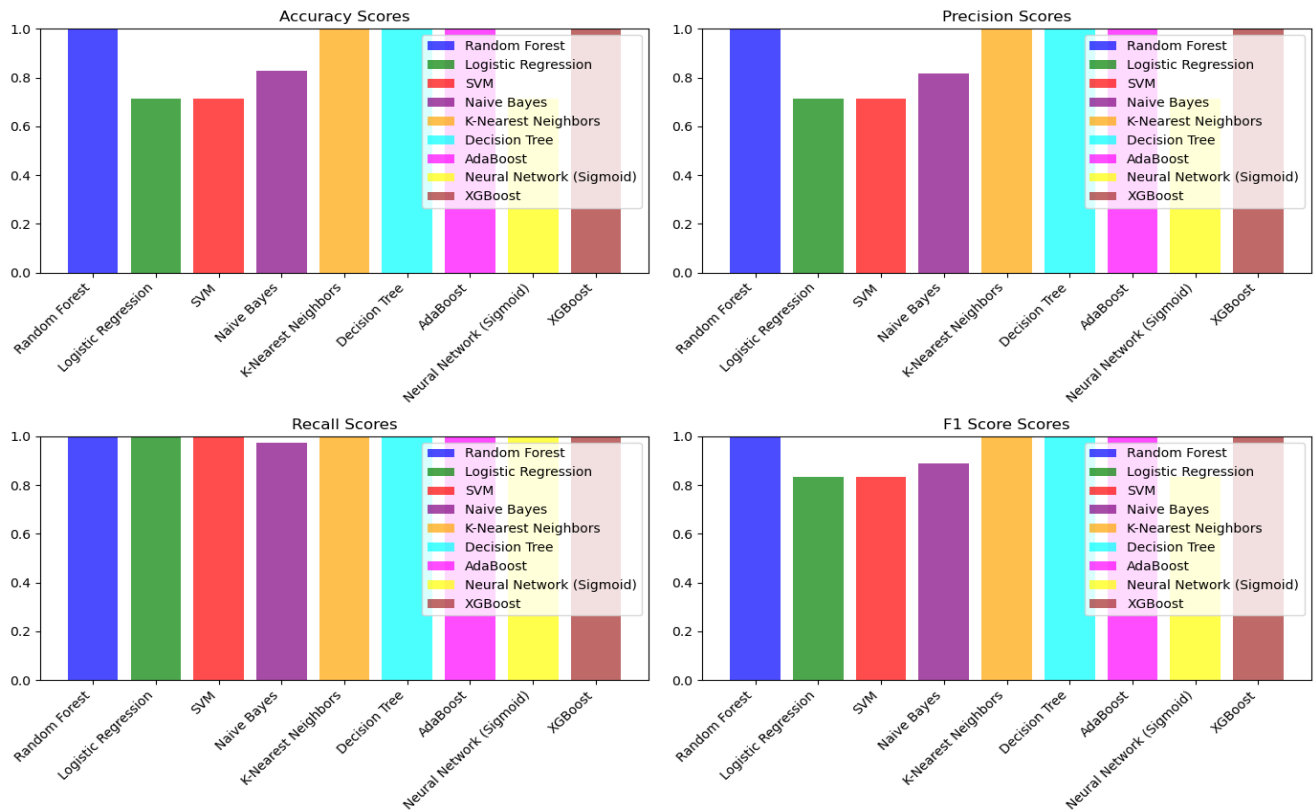 Accuracy Scores
1.0
0.8
0.6
0.4
0.2
0.0
Random Forest
Logistic Regression
SVM
Naive Bayes
K-Nearest Neighbors
Decision Tree
AdaBoost
Neural Network (Sigmoid)
XGBoost
Random Forest
Logistic Regression
SVM
Naive Bayes
K-Nearest Neighbors
Decision Tree
AdaBoost
Neural Network (Sigmoid)
XGBoost
Precision Scores
1.0
0.8
0.6
0.4
0.2
0.0
Random Forest
Logistic Regression
SVM
Naive Bayes
K-Nearest Neighbors
Decision Tree
AdaBoost
Neural Network (Sigmoid)
XGBoost
Random Forest
Logistic Regression
SVM
Naive Bayes
K-Nearest Neighbors
Decision Tree
AdaBoost
Neural Network (Sigmoid)
XGBoost
Recall Scores
1.0
0.8
0.6
0.4
0.2
0.0
Random Forest
Logistic Regression
SVM
Naive Bayes
K-Nearest Neighbors
Decision Tree
AdaBoost
Neural Network (Sigmoid)
XGBoost
Random Forest
Logistic Regression
SVM
Naive Bayes
K-Nearest Neighbors
Decision Tree
AdaBoost
Neural Network (Sigmoid)
XGBoost
F1 Score Scores
1.0
0.8
0.6
0.4
0.2
0.0
Random Forest
Logistic Regression
SVM
Naive Bayes
K-Nearest Neighbors
Decision Tree
AdaBoost
Neural Network (Sigmoid)
XGBoost
Random Forest
Logistic Regression
SVM
Naive Bayes
K-Nearest Neighbors
Decision Tree
AdaBoost
Neural Network (Sigmoid)
XGBoost